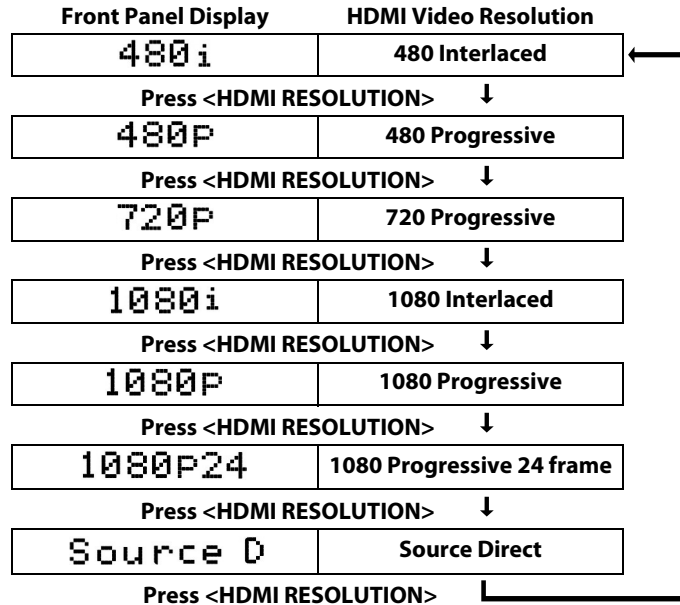 Front Panel Display HDMI Video Resolution
480i 480 Interlaced
Press <HDMI RESOLUTION>
480P 480 Progressive
Press <HDMI RESOLUTION>
720P 720 Progressive
Press <HDMI RESOLUTION>
1080i 1080 Interlaced
Press <HDMI RESOLUTION>
1080P 1080 Progressive
Press <HDMI RESOLUTION>
1080P24 1080 Progressive 24 frame
Press <HDMI RESOLUTION>
Source D Source Direct
Press <HDMI RESOLUTION>